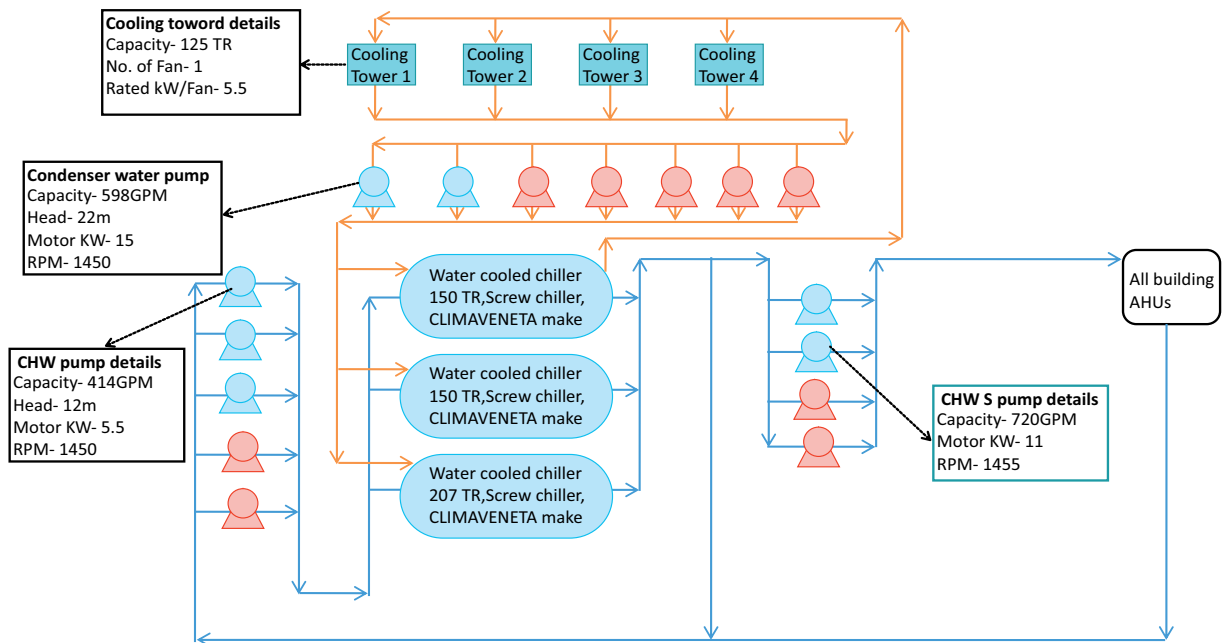 Cooling toword details
Capacity- 125 TR
No. of Fan- 1
Rated kW/Fan- 5.5
Cooling
Tower 1
Cooling
Tower 2
Cooling
Tower 3
Cooling
Tower 4
Condenser water pump
Capacity- 598GPM
Head- 22m
Motor KW- 15
RPM- 1450
CHW pump details
Capacity- 414GPM
Head- 12m
Motor KW- 5.5
RPM- 1450
Water cooled chiller
150 TR,Screw chiller,
CLIMAVENETA make
Water cooled chiller
150 TR,Screw chiller,
CLIMAVENETA make
Water cooled chiller
207 TR,Screw chiller,
CLIMAVENETA make
All building
AHUs
CHW S pump details
Capacity- 720GPM
Motor KW- 11
RPM- 1455